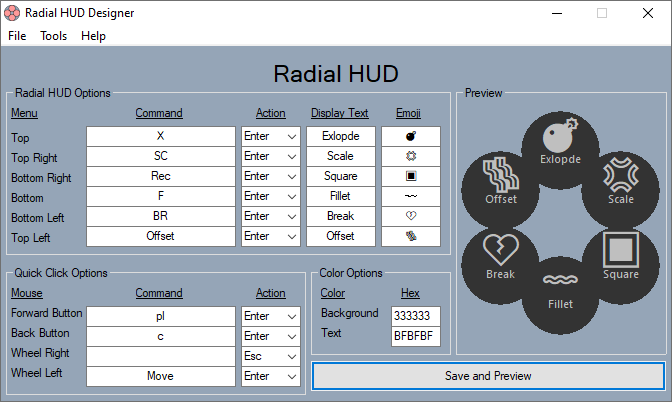 Radial HUD Designer
File Tools Help
Radial HUD
Radial HUD Options
Menu Command Action Display Text Emoji
Top X Enter Exlopde
Top Right SC Enter Scale
Bottom Right Rec Enter Square
Bottom F Enter Fillet
Bottom Left BR Enter Break
Top Left Offset Enter Offset
Quick Click Options
Mouse Command Action
Forward Button pl Enter
Back Button c Enter
Wheel Right Esc
Wheel Left Move Enter
Color Options
Color Hex
Background 333333
Text BFBFBF
Preview
Exlopde
Offset Scale
Break Square
Fillet
Save and Preview